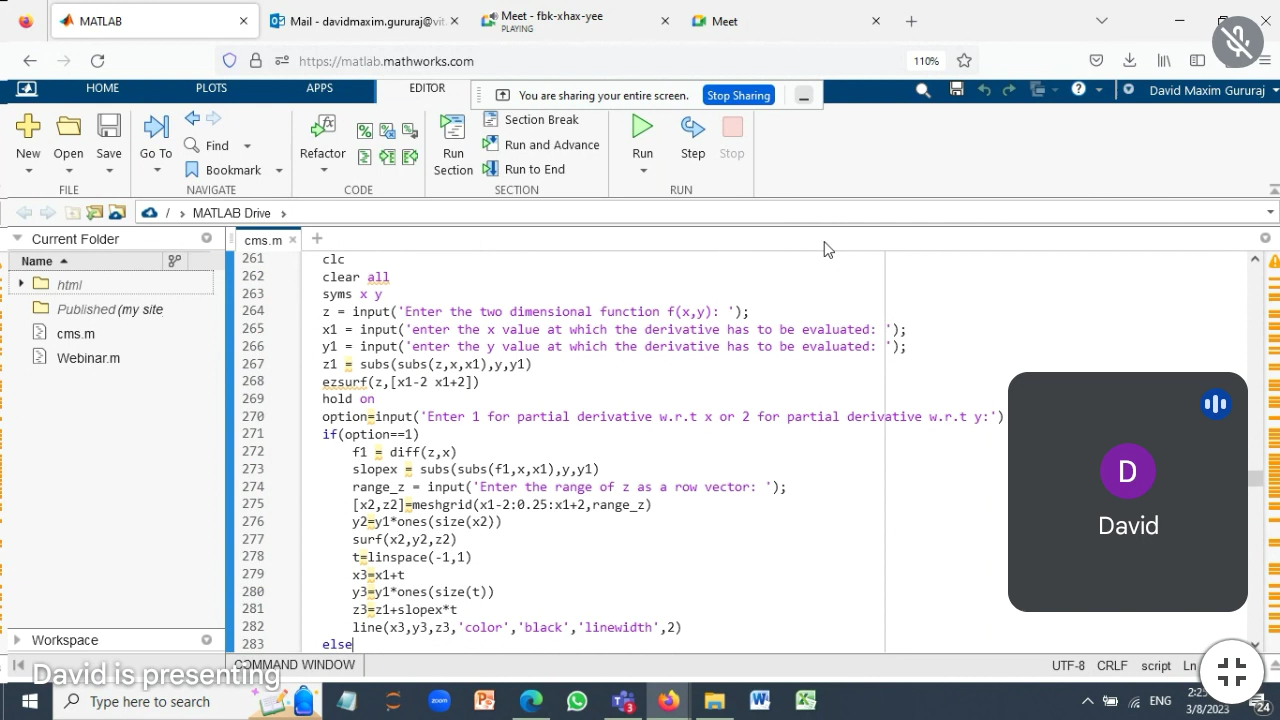 MATLAB
Mail - davidmaxim.gururaj@vit.
Meet - fbk-xhax-yee
PLAYING
Meet
https://matlab.mathworks.com
110%
HOME
PLOTS
APPS
EDITOR
You are sharing your entire screen.
Stop Sharing
David Maxim Gururaj
New
Open
Save
Go To
Find
Bookmark
Refactor
Run Section
Section Break
Run and Advance
Run to End
Run
Step
Stop
FILE
NAVIGATE
CODE
SECTION
RUN
/ › MATLAB Drive ›
Current Folder
Name
html
Published (my site
cms.m
Webinar.m
Workspace
cms.m
261 clc
262 clear all
263 syms x y
264 z = input('Enter the two dimensional function f(x,y): ');
265 x1 = input('enter the x value at which the derivative has to be evaluated: ');
266 y1 = input('enter the y value at which the derivative has to be evaluated: ');
267 z1 = subs(subs(z,x,x1),y,y1)
268 ezsurf(z,[x1-2 x1+2])
269 hold on
270 option=input('Enter 1 for partial derivative w.r.t x or 2 for partial derivative w.r.t y:')
271 if(option==1)
272 f1 = diff(z,x)
273 slopex = subs(subs(f1,x,x1),y,y1)
274 range_z = input('Enter the range of z as a row vector: ');
275 [x2,z2]=meshgrid(x1-2:0.25:x1+2,range_z)
276 y2=y1*ones(size(x2))
277 surf(x2,y2,z2)
278 t=linspace(-1,1)
279 x3=x1+t
280 y3=y1*ones(size(t))
281 z3=z1+slopex*t
282 line(x3,y3,z3,'color','black','linewidth',2)
283 else
D
David
COMMAND WINDOW
UTF-8
CRLF
script
Ln
David is presenting
Type here to search
ENG
3/8/2023
24